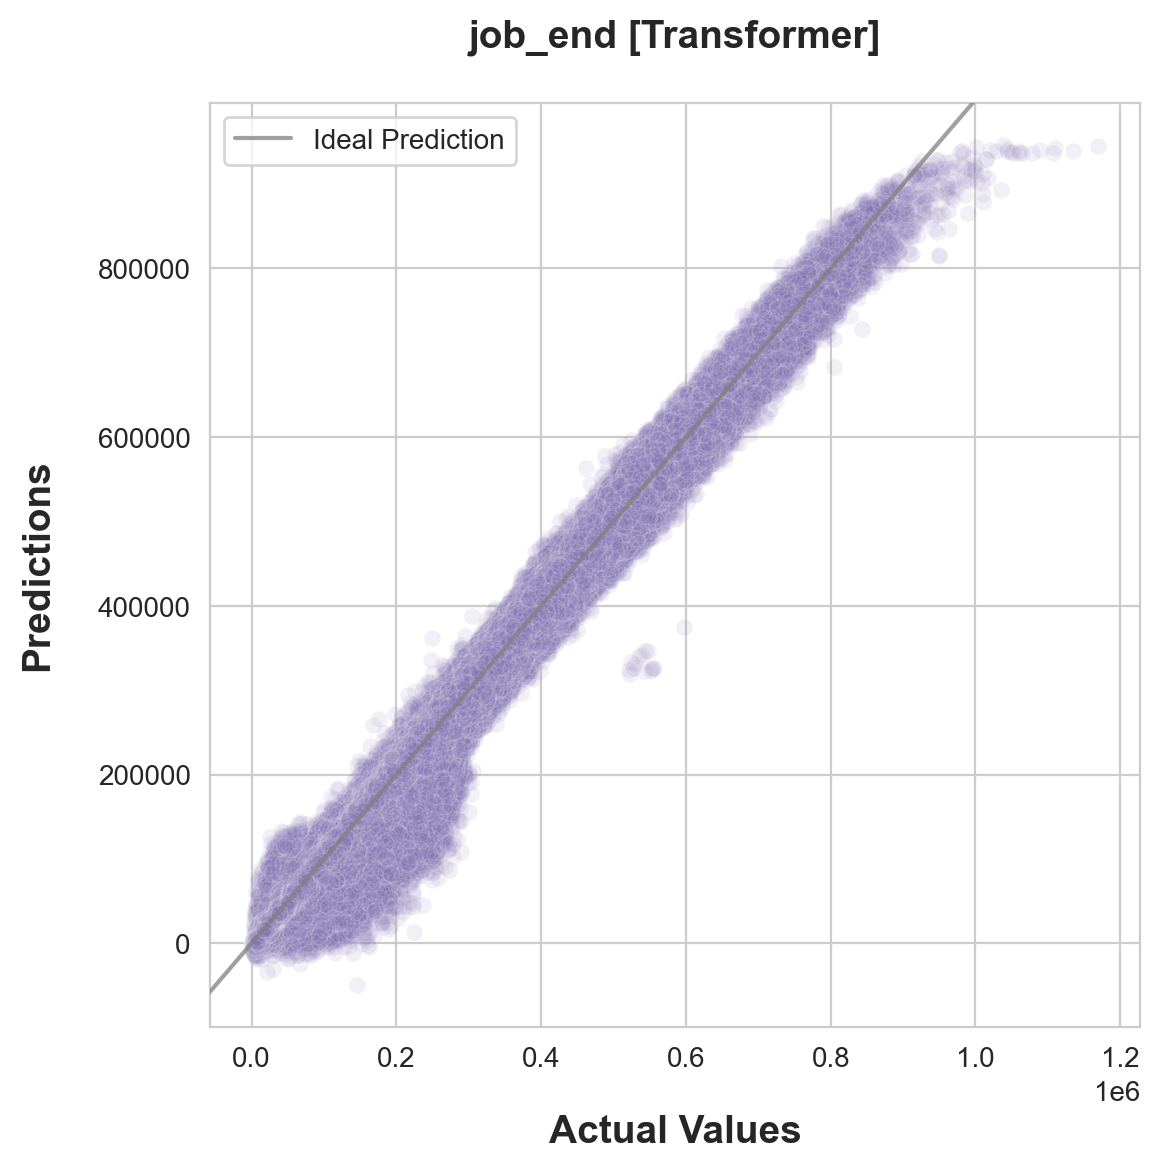 job_end [Transformer]
Ideal Prediction
Predictions
800000
600000
400000
200000
0
0.0 0.2 0.4 0.6 0.8 1.0 1.2
1e6
Actual Values